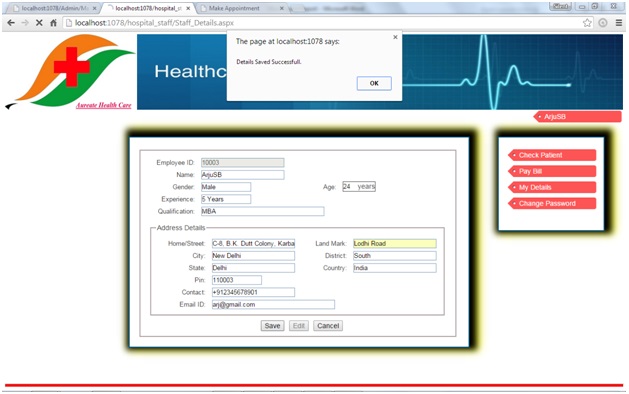 localhost:1078/Admin/M
localhost:1078/hospital_s
Make Appointment
Silent
localhost:1078/hospital_staff/Staff_Details.aspx
The page at localhost:1078 says:
Details Saved Successfull.
OK
Healthc
Aureate Health Care
ArjuSB
Employee ID: 10003
Name: ArjuSB
Gender: Male Age: 24 years
Experience: 5 Years
Qualification: MBA
Address Details
Home/Street: C-8, B.K. Dutt Colony, Karba Land Mark: Lodhi Road
City: New Delhi District: South
State: Delhi Country: India
Pin: 110003
Contact: +912345678901
Email ID: arj@gmail.com
Save Edit Cancel
Check Patient
Pay Bill
My Details
Change Password